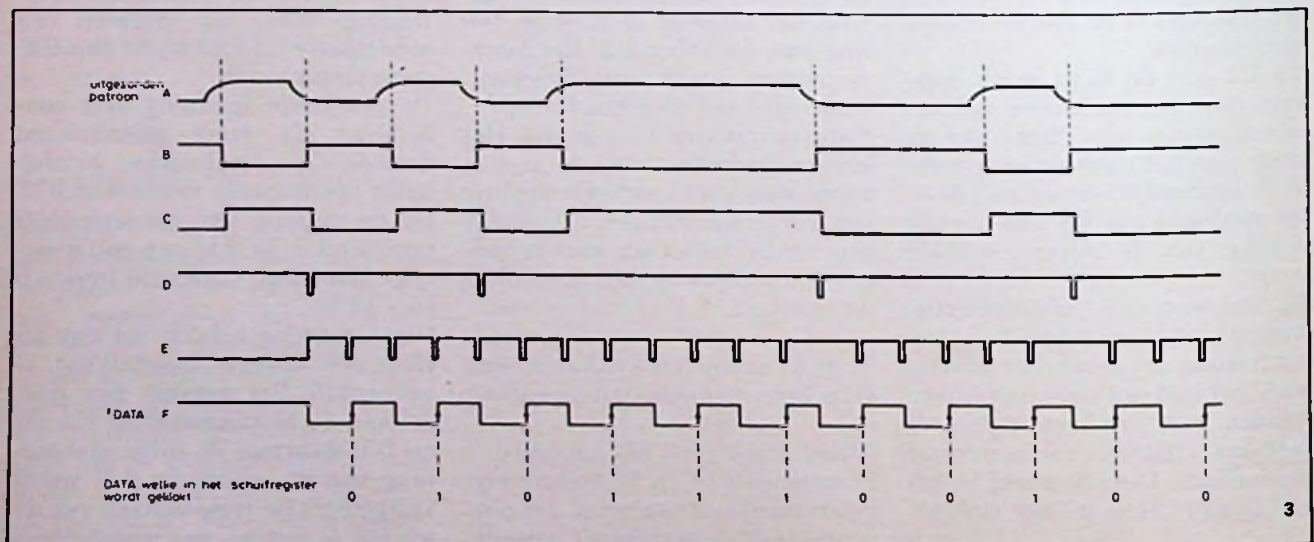 uitgezonden
patroon A
B
C
D
E
f DATA F
DATA welke in het schuifregister
wordt geklokt 0 1 0 1 1 1 0 0 1 0 0
3